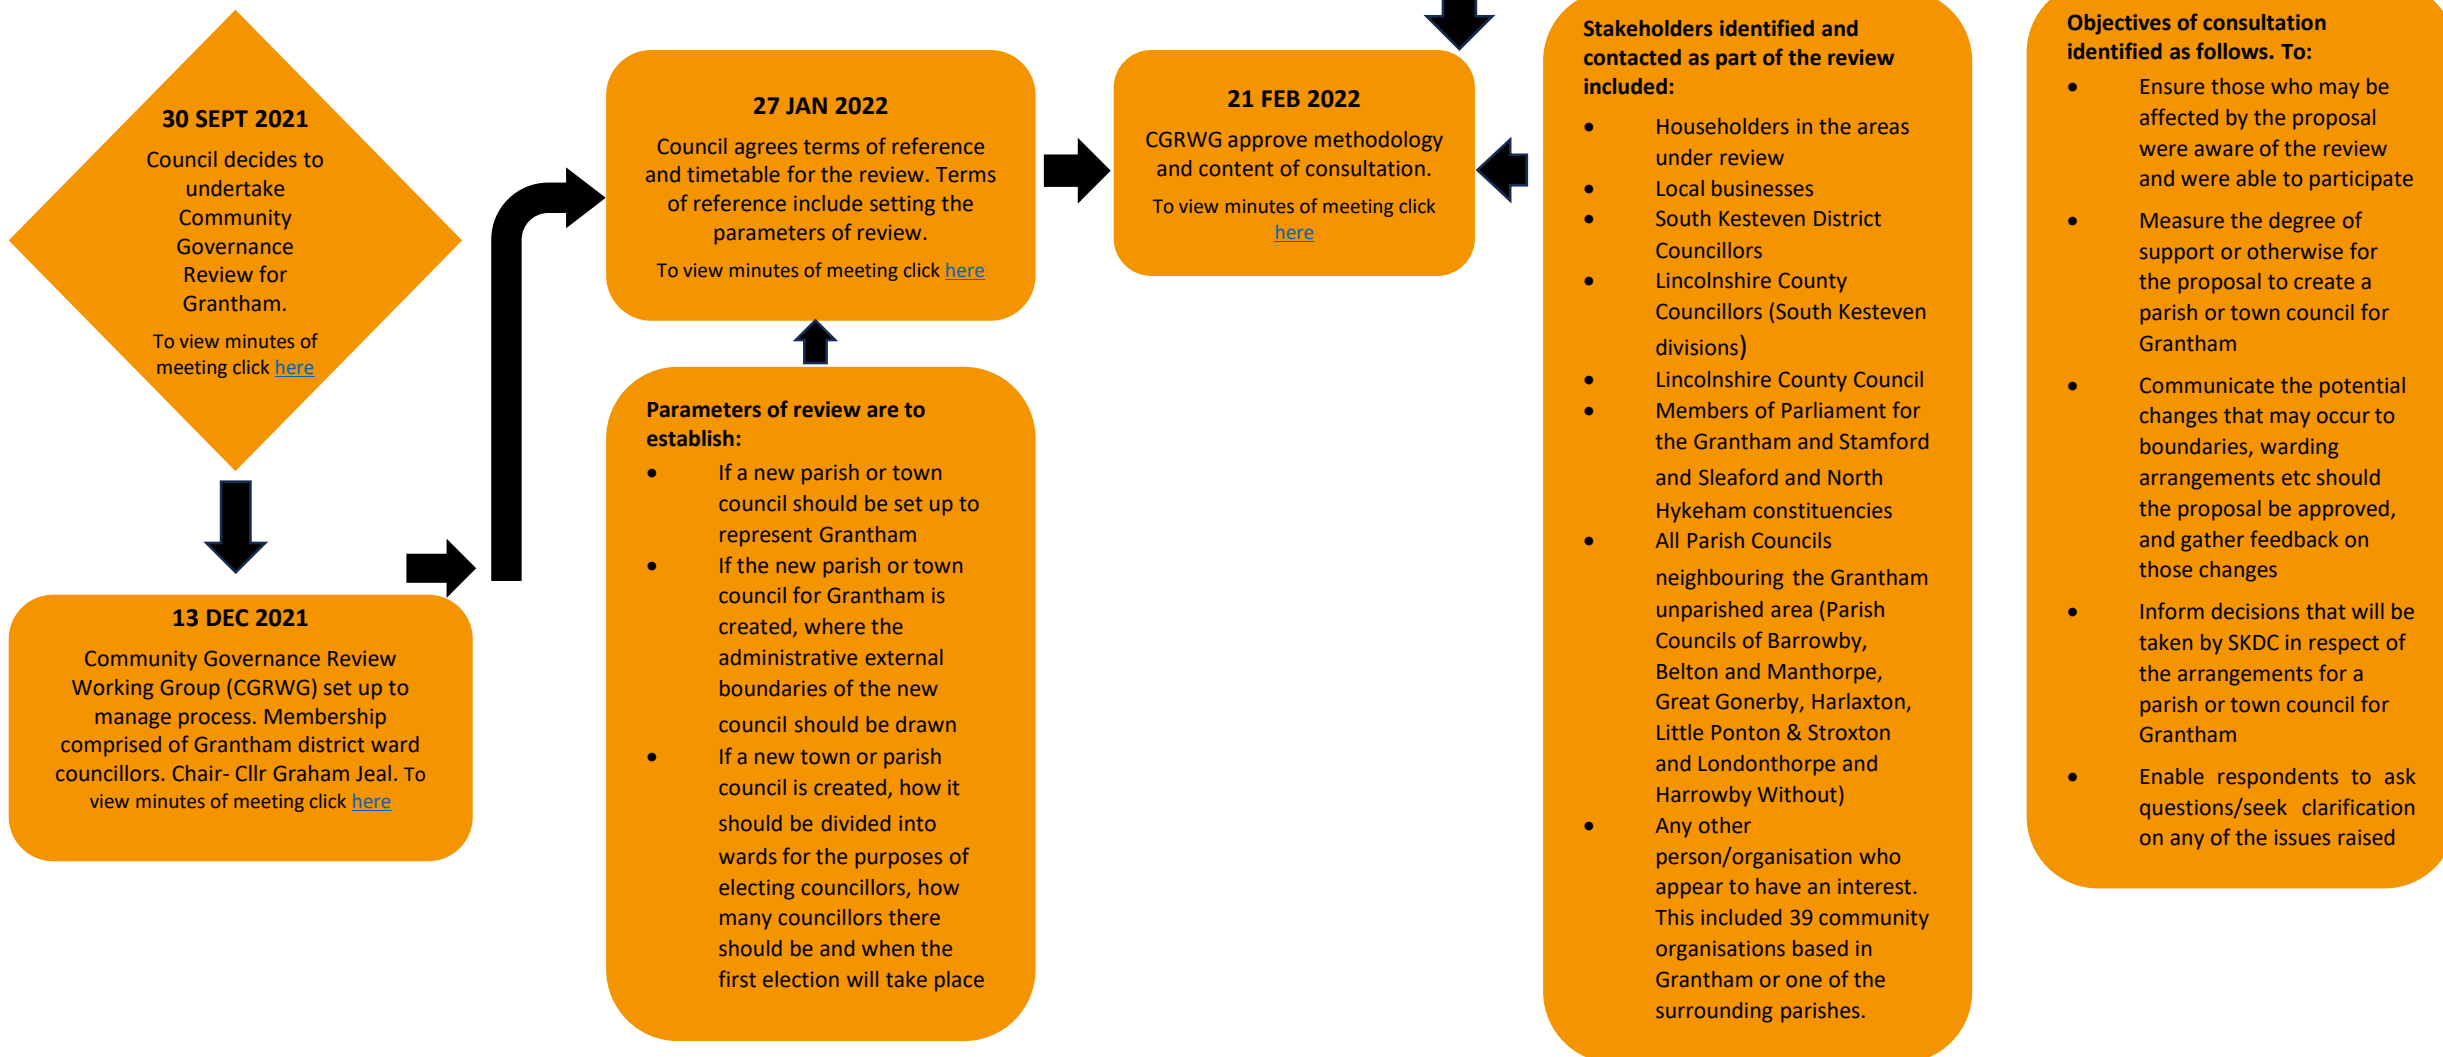 30 SEPT 2021
Council decides to
undertake
Community
Governance
Review for
Grantham.
To view minutes of
meeting click here
13 DEC 2021
Community Governance Review
Working Group (CGRWG) set up to
manage process. Membership
comprised of Grantham district ward
councillors. Chair- Cllr Graham Jeal. To
view minutes of meeting click here
27 JAN 2022
Council agrees terms of reference
and timetable for the review. Terms
of reference include setting the
parameters of review.
To view minutes of meeting click here
Parameters of review are to
establish:
• If a new parish or town
council should be set up to
represent Grantham
• If the new parish or town
council for Grantham is
created, where the
administrative external
boundaries of the new
council should be drawn
• If a new town or parish
council is created, how it
should be divided into
wards for the purposes of
electing councillors, how
many councillors there
should be and when the
first election will take place
21 FEB 2022
CGRWG approve methodology
and content of consultation.
To view minutes of meeting click
here
Stakeholders identified and
contacted as part of the review
included:
• Householders in the areas
under review
• Local businesses
• South Kesteven District
Councillors
• Lincolnshire County
Councillors (South Kesteven
divisions)
• Lincolnshire County Council
• Members of Parliament for
the Grantham and Stamford
and Sleaford and North
Hykeham constituencies
• All Parish Councils
neighbouring the Grantham
unparished area (Parish
Councils of Barrowby,
Belton and Manthorpe,
Great Gonerby, Harlaxton,
Little Ponton & Stroxton
and Londonthorpe and
Harrowby Without)
• Any other
person/organisation who
appear to have an interest.
This included 39 community
organisations based in
Grantham or one of the
surrounding parishes.
Objectives of consultation
identified as follows. To:
• Ensure those who may be
affected by the proposal
were aware of the review
and were able to participate
• Measure the degree of
support or otherwise for
the proposal to create a
parish or town council for
Grantham
• Communicate the potential
changes that may occur to
boundaries, warding
arrangements etc should
the proposal be approved,
and gather feedback on
those changes
• Inform decisions that will be
taken by SKDC in respect of
the arrangements for a
parish or town council for
Grantham
• Enable respondents to ask
questions/seek clarification
on any of the issues raised